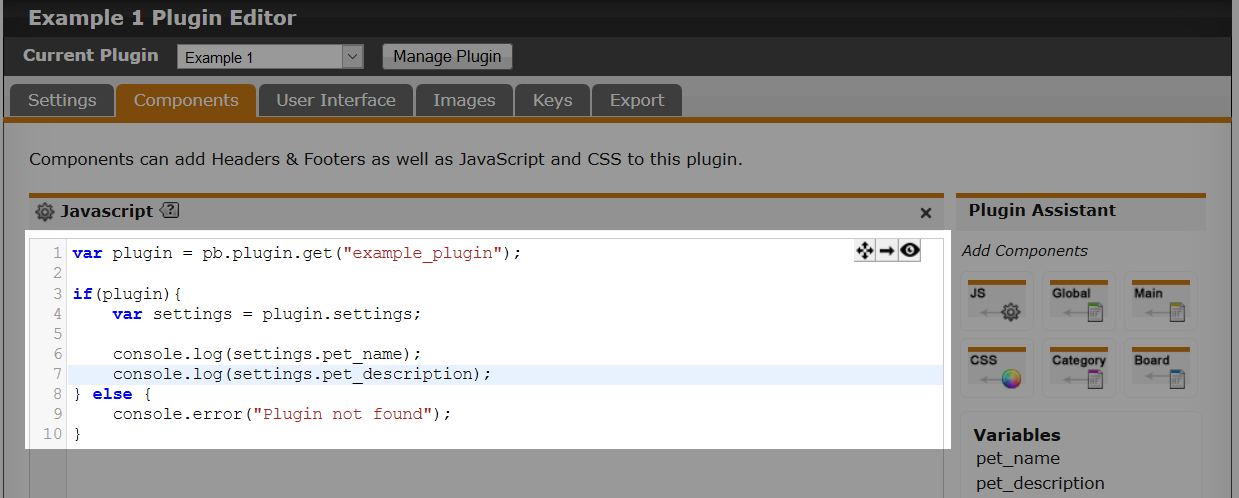 Example 1 Plugin Editor
Current Plugin Example 1 Manage Plugin
Settings Components User Interface Images Keys Export
Components can add Headers & Footers as well as JavaScript and CSS to this plugin.
Javascript ?
Plugin Assistant
Add Components
JS Global Main
CSS Category Board
Variables
pet_name
pet_description
1 var plugin = pb.plugin.get("example_plugin");
2
3 if(plugin){
4 var settings = plugin.settings;
5
6 console.log(settings.pet_name);
7 console.log(settings.pet_description);
8 } else {
9 console.error("Plugin not found");
10 }